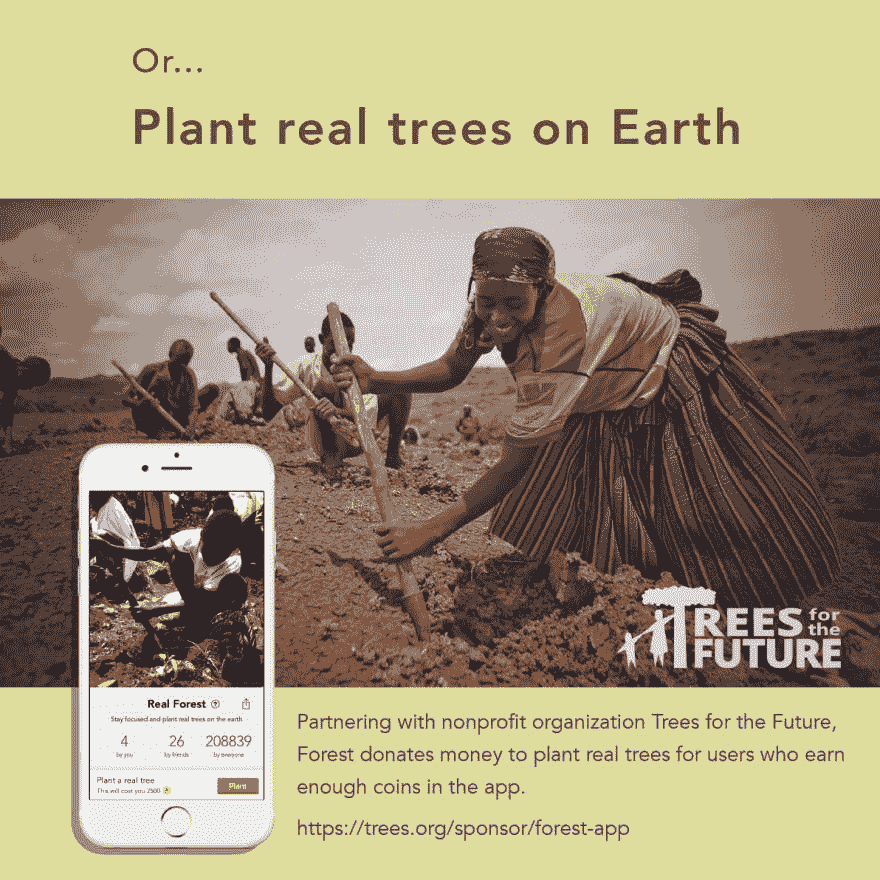 Or...
Plant real trees on Earth
TREES for the FUTURE
Real Forest ?
Stay focused and plant real trees on the earth
4 26 208839
by you by friends by everyone
Plant a real tree
This will cost you 2500
Plant
Partnering with nonprofit organization Trees for the Future,
Forest donates money to plant real trees for users who earn
enough coins in the app.
https://trees.org/sponsor/forest-app